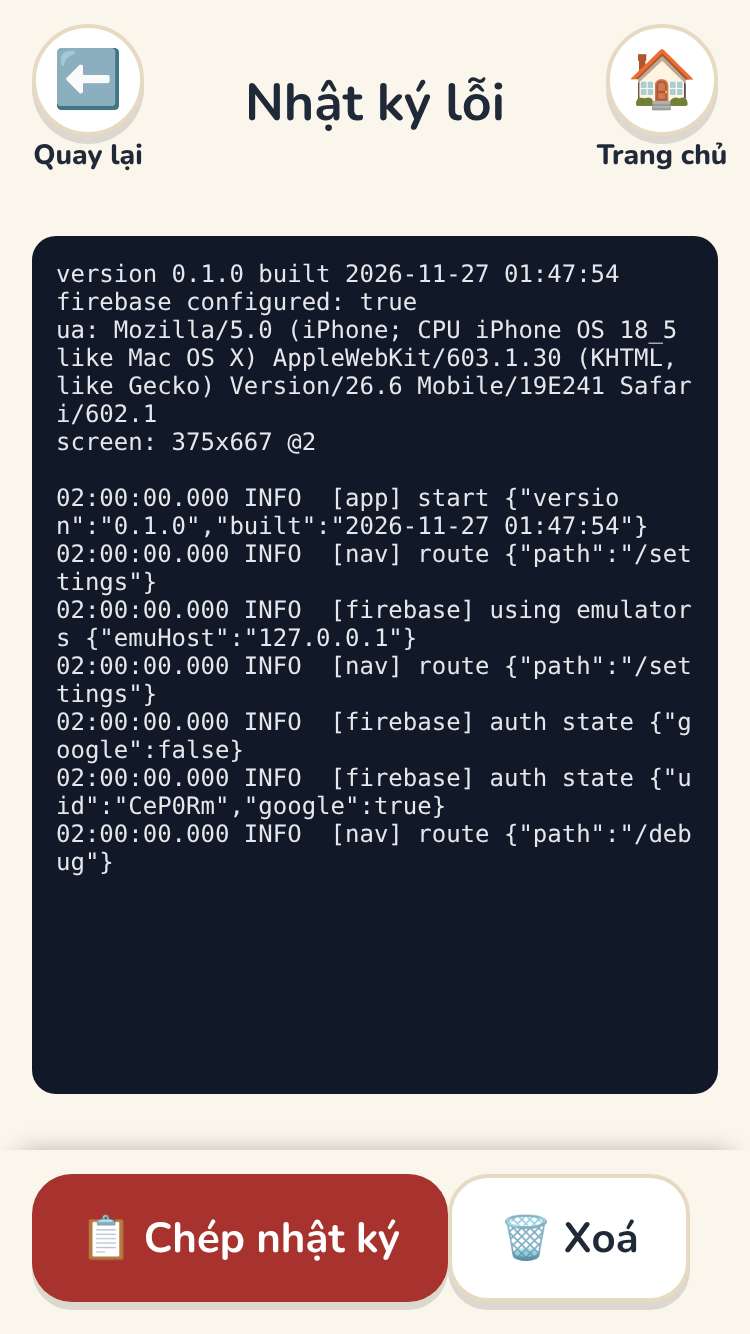 Nhật ký lỗi
Quay lại
Trang chủ
version 0.1.0 built 2026-11-27 01:47:54
firebase configured: true
ua: Mozilla/5.0 (iPhone; CPU iPhone OS 18_5
like Mac OS X) AppleWebKit/603.1.30 (KHTML,
like Gecko) Version/26.6 Mobile/19E241 Safar
i/602.1
screen: 375x667 @2
02:00:00.000 INFO  [app] start {"versio
n":"0.1.0","built":"2026-11-27 01:47:54"}
02:00:00.000 INFO  [nav] route {"path":"/set
tings"}
02:00:00.000 INFO  [firebase] using emulator
s {"emuHost":"127.0.0.1"}
02:00:00.000 INFO  [nav] route {"path":"/set
tings"}
02:00:00.000 INFO  [firebase] auth state {"g
oogle":false}
02:00:00.000 INFO  [firebase] auth state {"u
id":"CeP0Rm","google":true}
02:00:00.000 INFO  [nav] route {"path":"/deb
ug"}
Chép nhật ký
Xoá